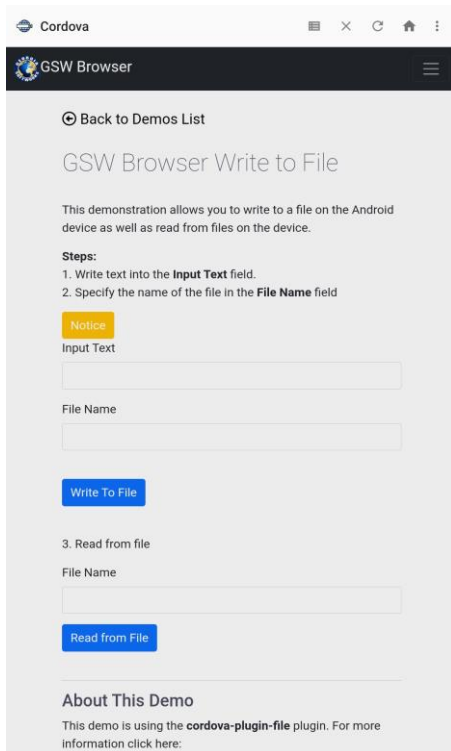 Cordova
GSW Browser
Back to Demos List
GSW Browser Write to File
This demonstration allows you to write to a file on the Android
device as well as read from files on the device.
Steps:
1. Write text into the Input Text field.
2. Specify the name of the file in the File Name field
Notice
Input Text
File Name
Write To File
3. Read from file
File Name
Read from File
About This Demo
This demo is using the cordova-plugin-file plugin. For more
information click here: